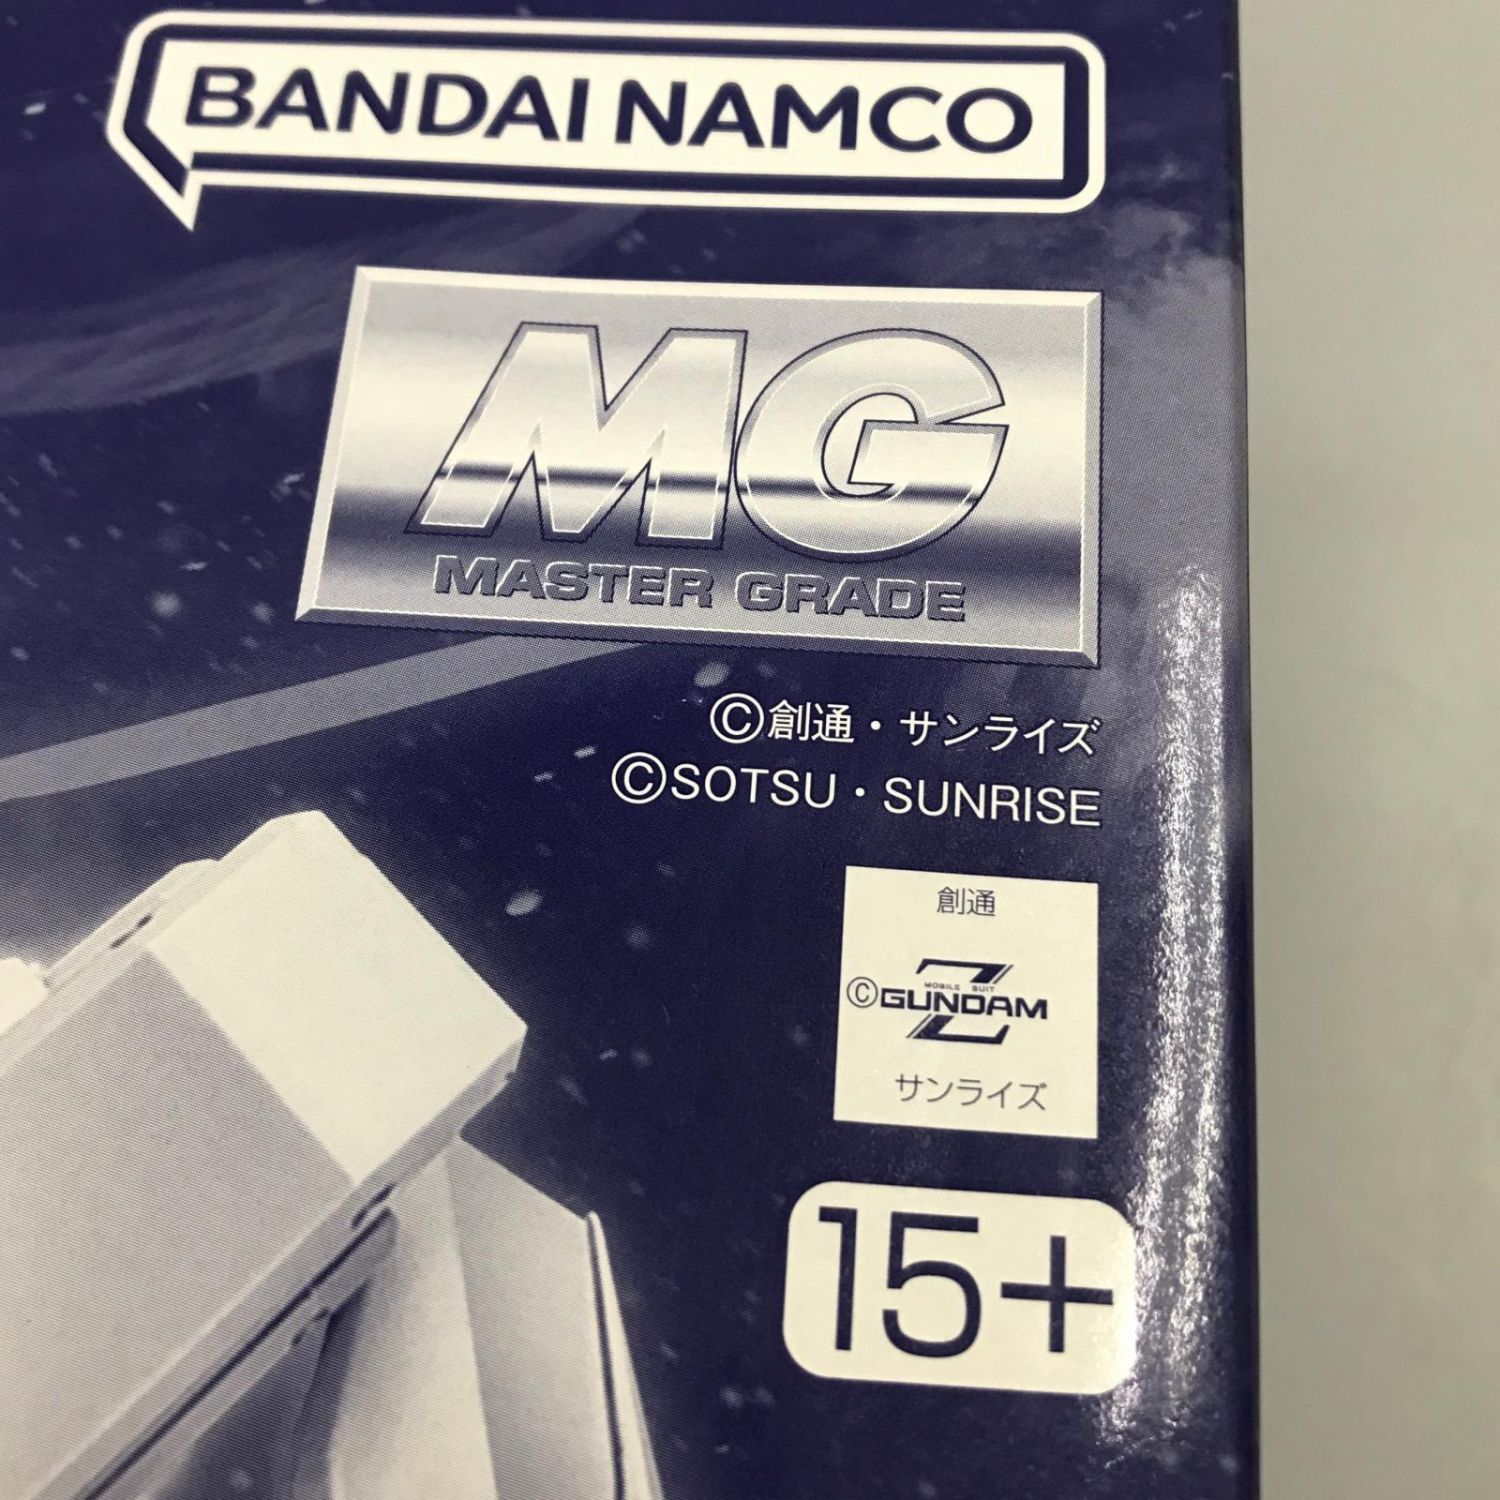 BANDAI NAMCO
MG
MASTER GRADE
©創通・サンライズ
©SOTSU・SUNRISE
創通
Z
MOBILE SUIT
©GUNDAM
サンライズ
15+